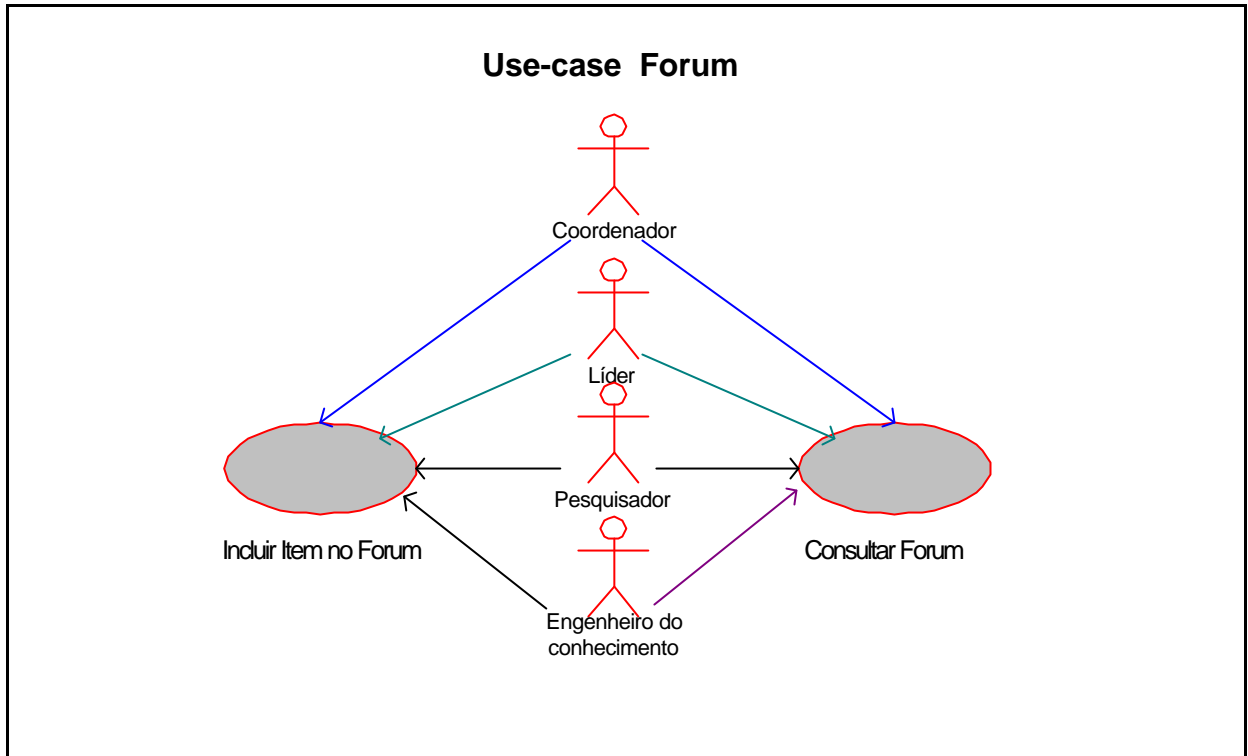 Use-case Forum
Coordenador
Líder
Pesquisador
Incluir Item no Forum
Consultar Forum
Engenheiro do
conhecimento